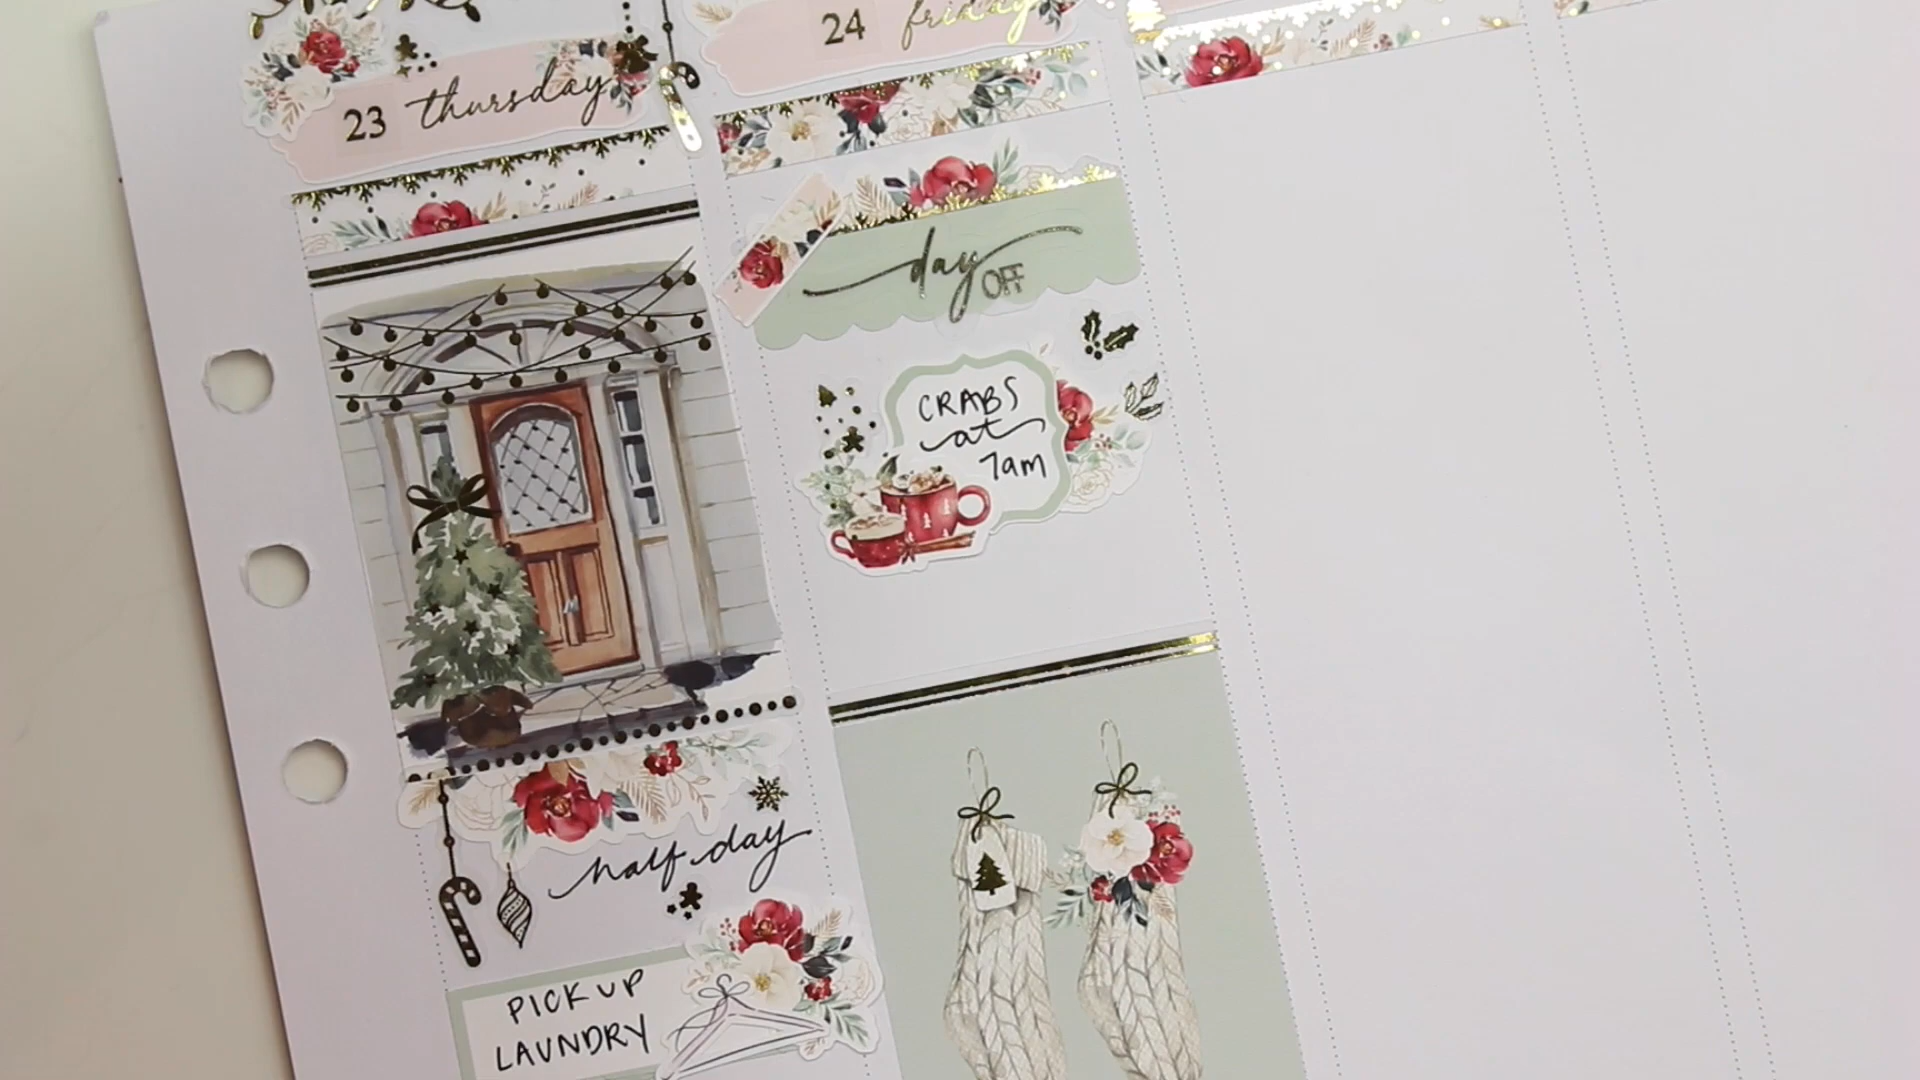 23 thursday
half day
PICK UP
LAUNDRY
24 friday
day OFF
CRABS
at
7am